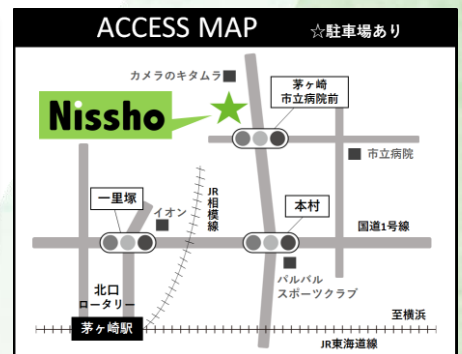 ACCESS MAP ☆駐車場あり
カメラのキタムラ
茅ヶ崎
市立病院前
Nissho
市立病院
JR相模線
一里塚
イオン
本村
国道1号線
パルバル
スポーツクラブ
北口
ロータリー
至横浜
茅ヶ崎駅
JR東海道線